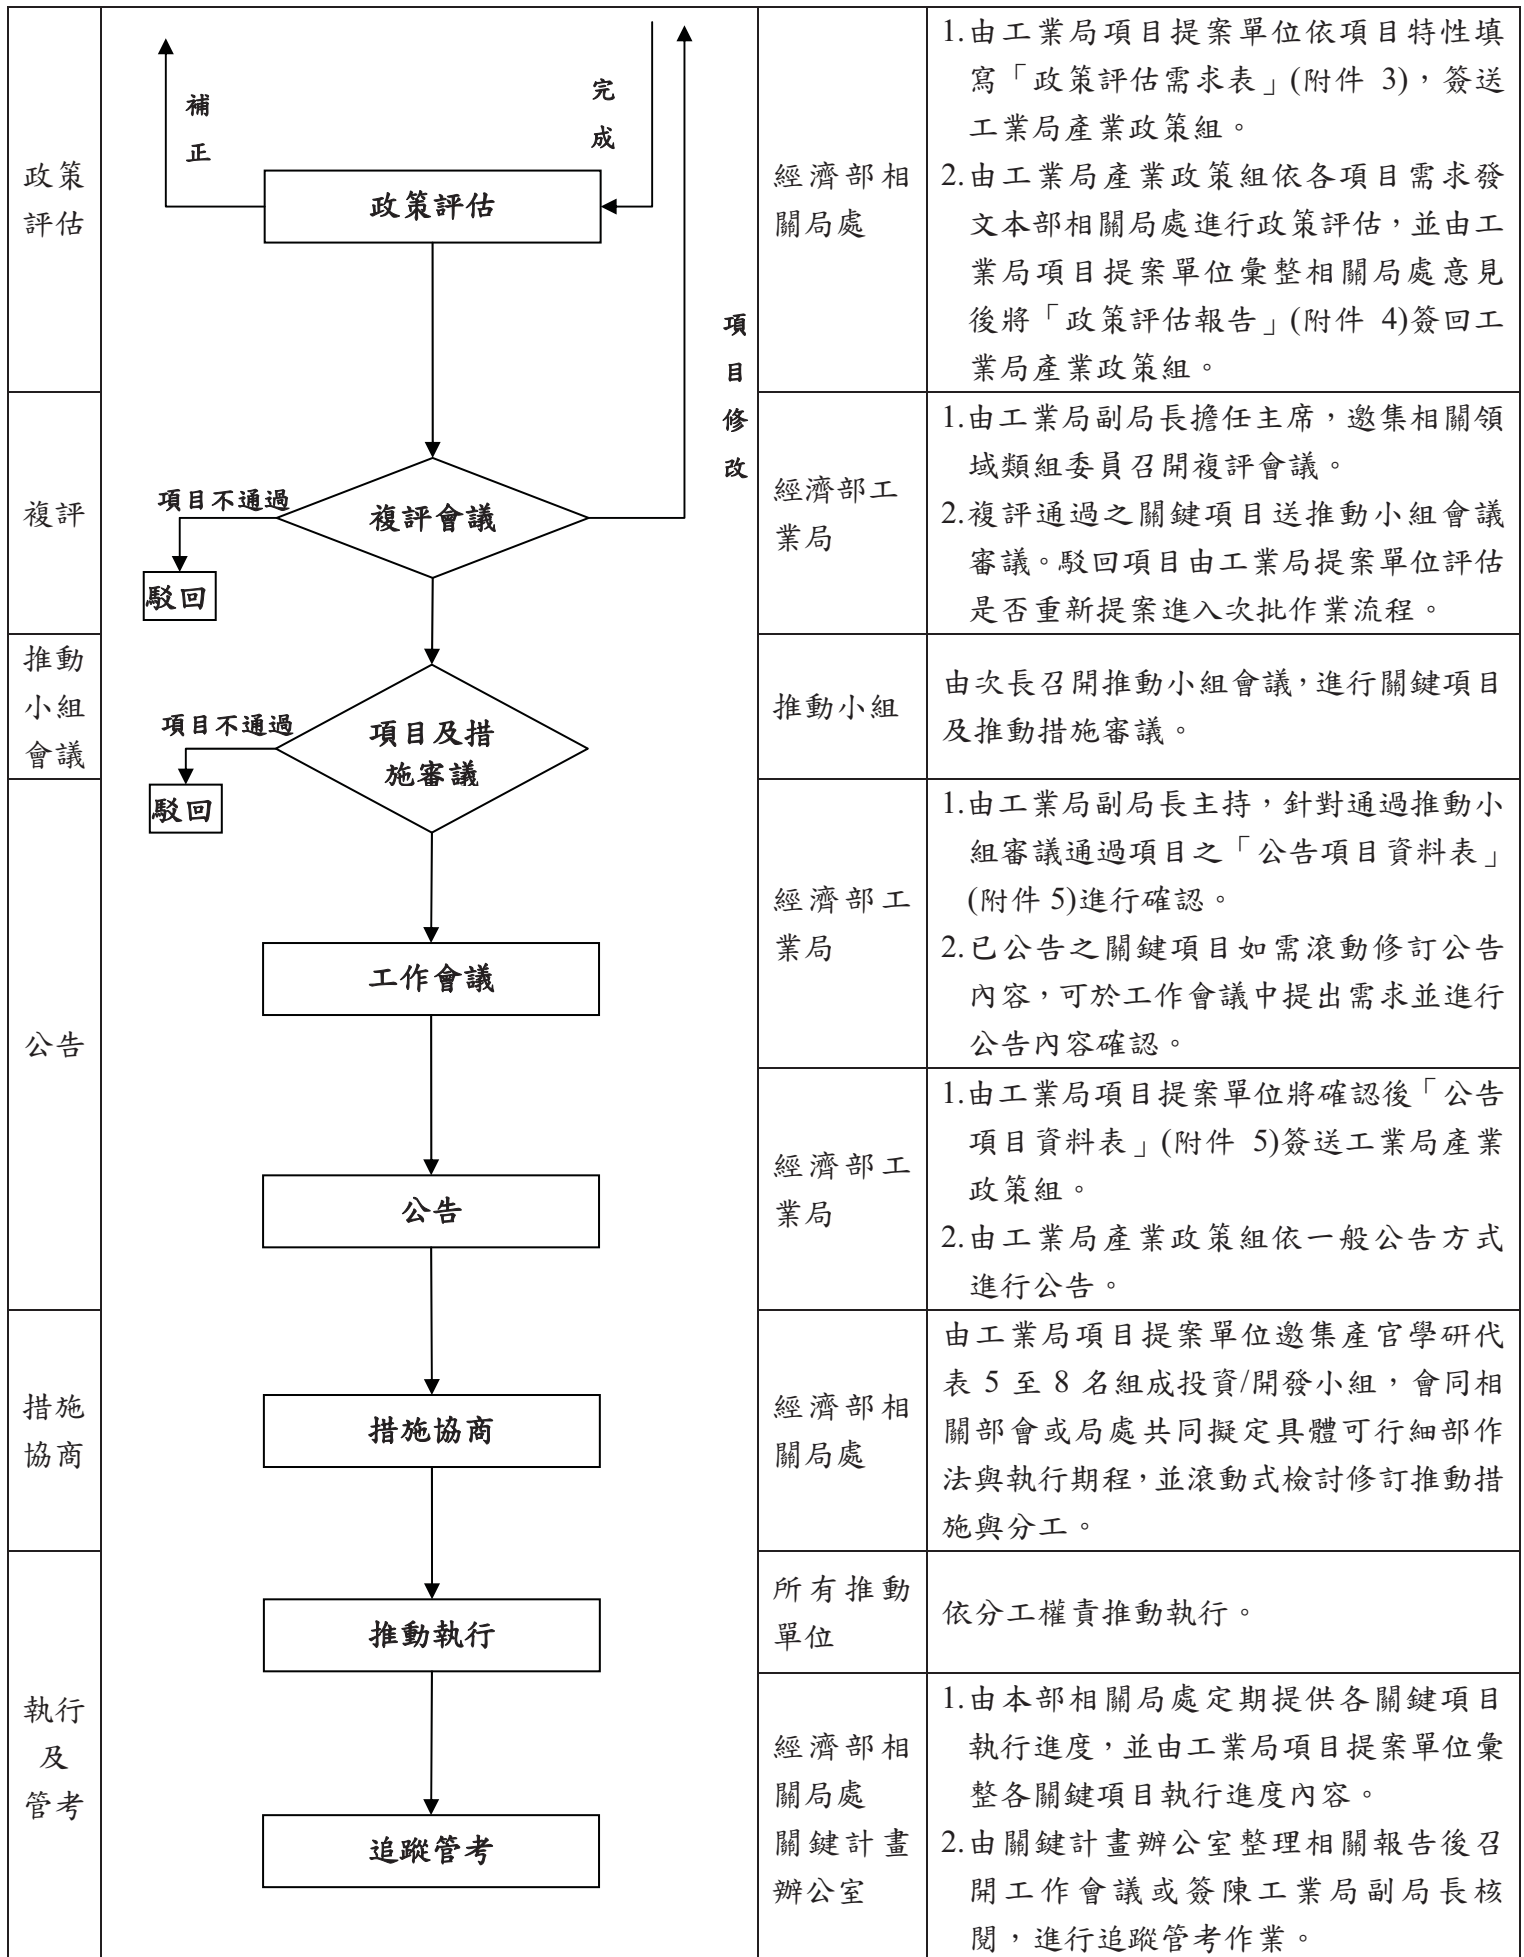 政策
評估
補
正
完
成
政策評估
項
目
修
改
經濟部相
關局處
1.由工業局項目提案單位依項目特性填
寫「政策評估需求表」(附件 3)，簽送
工業局產業政策組。
2.由工業局產業政策組依各項目需求發
文本部相關局處進行政策評估，並由工
業局項目提案單位彙整相關局處意見
後將「政策評估報告」(附件 4)簽回工
業局產業政策組。
複評
項目不通過
複評會議
駁回
經濟部工
業局
1.由工業局副局長擔任主席，邀集相關領
域類組委員召開複評會議。
2.複評通過之關鍵項目送推動小組會議
審議。駁回項目由工業局提案單位評估
是否重新提案進入次批作業流程。
推動
小組
會議
項目不通過
項目及措
施審議
駁回
推動小組
由次長召開推動小組會議，進行關鍵項目
及推動措施審議。
公告
工作會議
經濟部工
業局
1.由工業局副局長主持，針對通過推動小
組審議通過項目之「公告項目資料表」
(附件 5)進行確認。
2.已公告之關鍵項目如需滾動修訂公告
內容，可於工作會議中提出需求並進行
公告內容確認。
公告
經濟部工
業局
1.由工業局項目提案單位將確認後「公告
項目資料表」(附件 5)簽送工業局產業
政策組。
2.由工業局產業政策組依一般公告方式
進行公告。
措施
協商
措施協商
經濟部相
關局處
由工業局項目提案單位邀集產官學研代
表 5 至 8 名組成投資/開發小組，會同相
關部會或局處共同擬定具體可行細部作
法與執行期程，並滾動式檢討修訂推動措
施與分工。
執行
及
管考
推動執行
所有推動
單位
依分工權責推動執行。
追蹤管考
經濟部相
關局處
關鍵計畫
辦公室
1.由本部相關局處定期提供各關鍵項目
執行進度，並由工業局項目提案單位彙
整各關鍵項目執行進度內容。
2.由關鍵計畫辦公室整理相關報告後召
開工作會議或簽陳工業局副局長核
閱，進行追蹤管考作業。